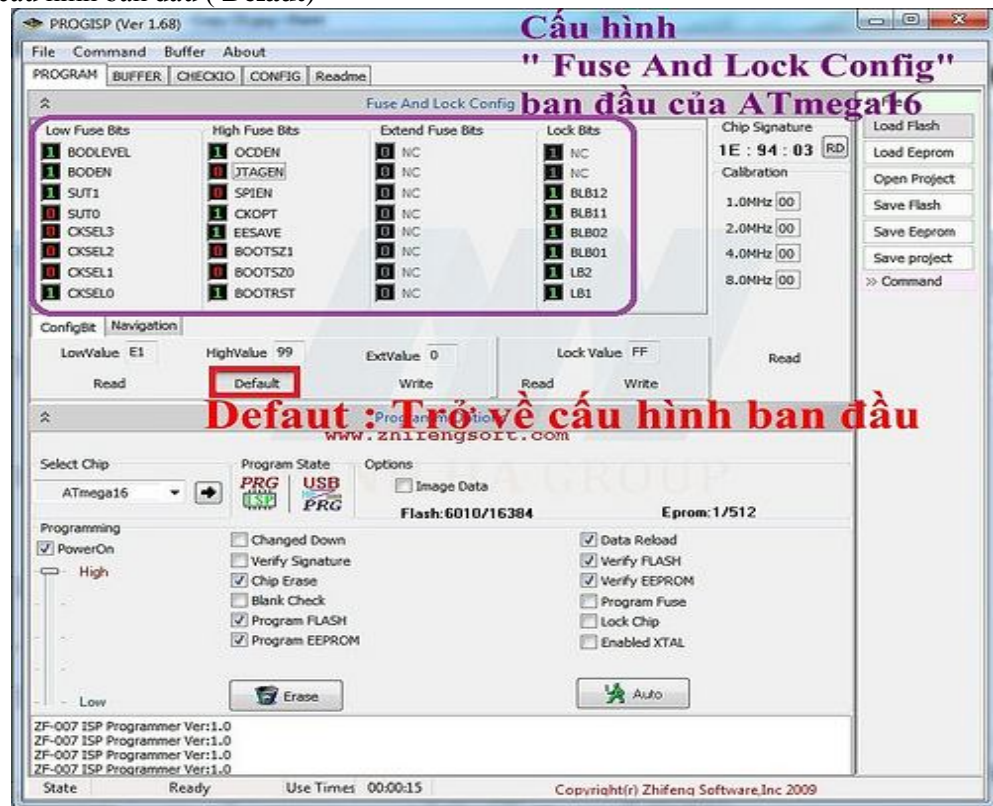 cấu hình ban đầu ( Defaut)
PROGISP (Ver 1.68)
Cấu hình
File Command Buffer About
" Fuse And Lock Config"
PROGRAM BUFFER CHECKIO CONFIG Readme
Fuse And Lock Config
ban đầu của ATmega16
Low Fuse Bits High Fuse Bits Extend Fuse Bits Lock Bits Chip Signature Load Flash
1 BODLEVEL 1 OCDEN 0 NC 1 NC 1E : 94 : 03 RD Load Eeprom
1 BODEN 0 JTAGEN 0 NC 1 NC Calibration Open Project
1 SUT1 0 SPIEN 0 NC 1 BLB12 1.0MHz 00 Save Flash
0 SUT0 1 CKOPT 0 NC 1 BLB11
0 CKSEL3 1 EESAVE 0 NC 1 BLB02 2.0MHz 00 Save Eeprom
0 CKSEL2 0 BOOTSZ1 0 NC 1 BLB01 4.0MHz 00 Save project
0 CKSEL1 0 BOOTSZ0 0 NC 1 LB2 8.0MHz 00 >> Command
1 CKSEL0 1 BOOTRST 0 NC 1 LB1
ConfigBit Navigation
LowValue E1 HighValue 99 ExtValue 0 Lock Value FF Read
Read Default Write Read Write
Defaut : Trở về cấu hình ban đầu
www.zhifengsoft.com
Select Chip Program State Options
ATmega16 PRG ISP USB PRG Image Data
Flash:6010/16384 Eprom:1/512
Programming
PowerOn Changed Down Data Reload
High Verify Signature Verify FLASH
Chip Erase Verify EEPROM
Blank Check Program Fuse
Program FLASH Lock Chip
Program EEPROM Enabled XTAL
Low Erase Auto
ZF-007 ISP Programmer Ver:1.0
ZF-007 ISP Programmer Ver:1.0
ZF-007 ISP Programmer Ver:1.0
ZF-007 ISP Programmer Ver:1.0
State Ready Use Times 00:00:15 Copyright(r) Zhifeng Software,Inc 2009